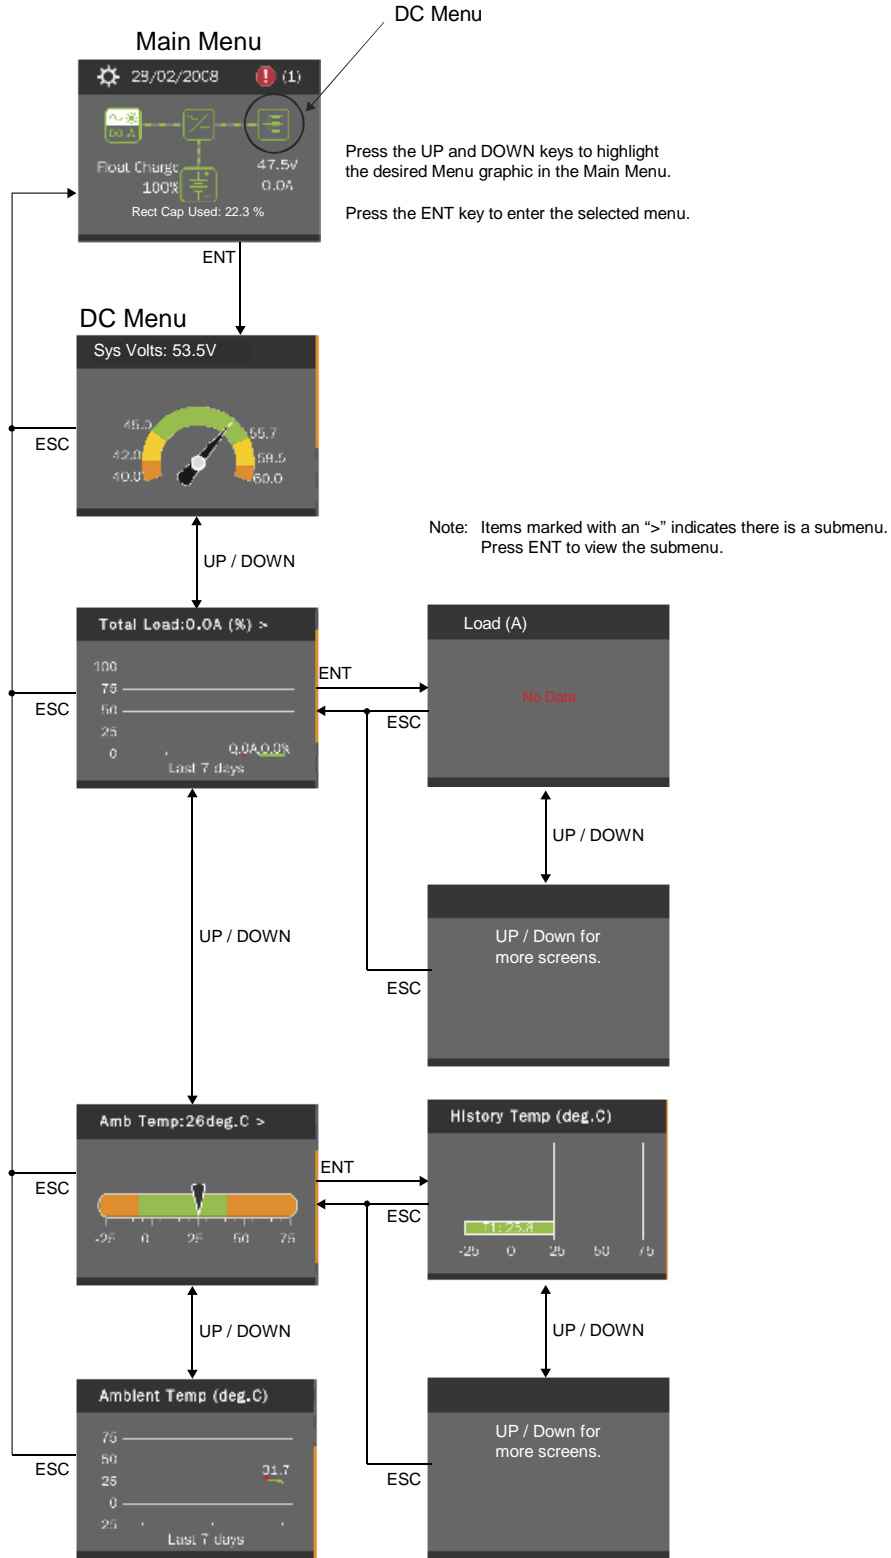 DC Menu
Main Menu
29/02/2008 (1)
Float Charge 47.5V
100% 0.0A
Rect Cap Used: 22.3 %
Press the UP and DOWN keys to highlight
the desired Menu graphic in the Main Menu.
Press the ENT key to enter the selected menu.
ENT
DC Menu
Sys Volts: 53.5V
45.0 55.7
42.0 58.5
40.0 60.0
ESC
Note: Items marked with an “>” indicates there is a submenu.
Press ENT to view the submenu.
UP / DOWN
Total Load:0.0A (%) >
100
75
50
25
0 0.0A,0.0%
Last 7 days
ESC
ENT
ESC
Load (A)
No Data
UP / DOWN
UP / DOWN
UP / Down for
more screens.
ESC
Amb Temp:26deg.C >
-25 0 25 50 75
ESC
ENT
ESC
History Temp (deg.C)
T1: 25.8
-25 0 25 50 75
UP / DOWN
UP / DOWN
Ambient Temp (deg.C)
75
50
25 31.7
0
-25
Last 7 days
ESC
UP / Down for
more screens.
ESC